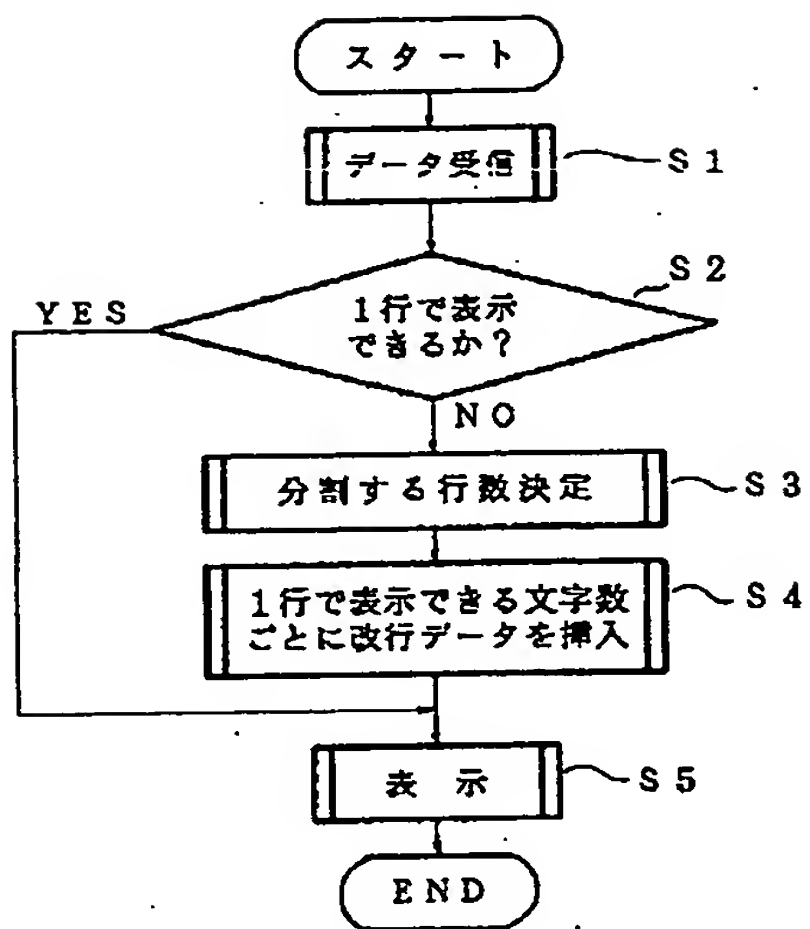 スタート
データ受信
S1
S2
YES
1行で表示
できるか?
NO
分割する行数決定
S3
1行で表示できる文字数
ごとに改行データを挿入
S4
表 示
S5
END